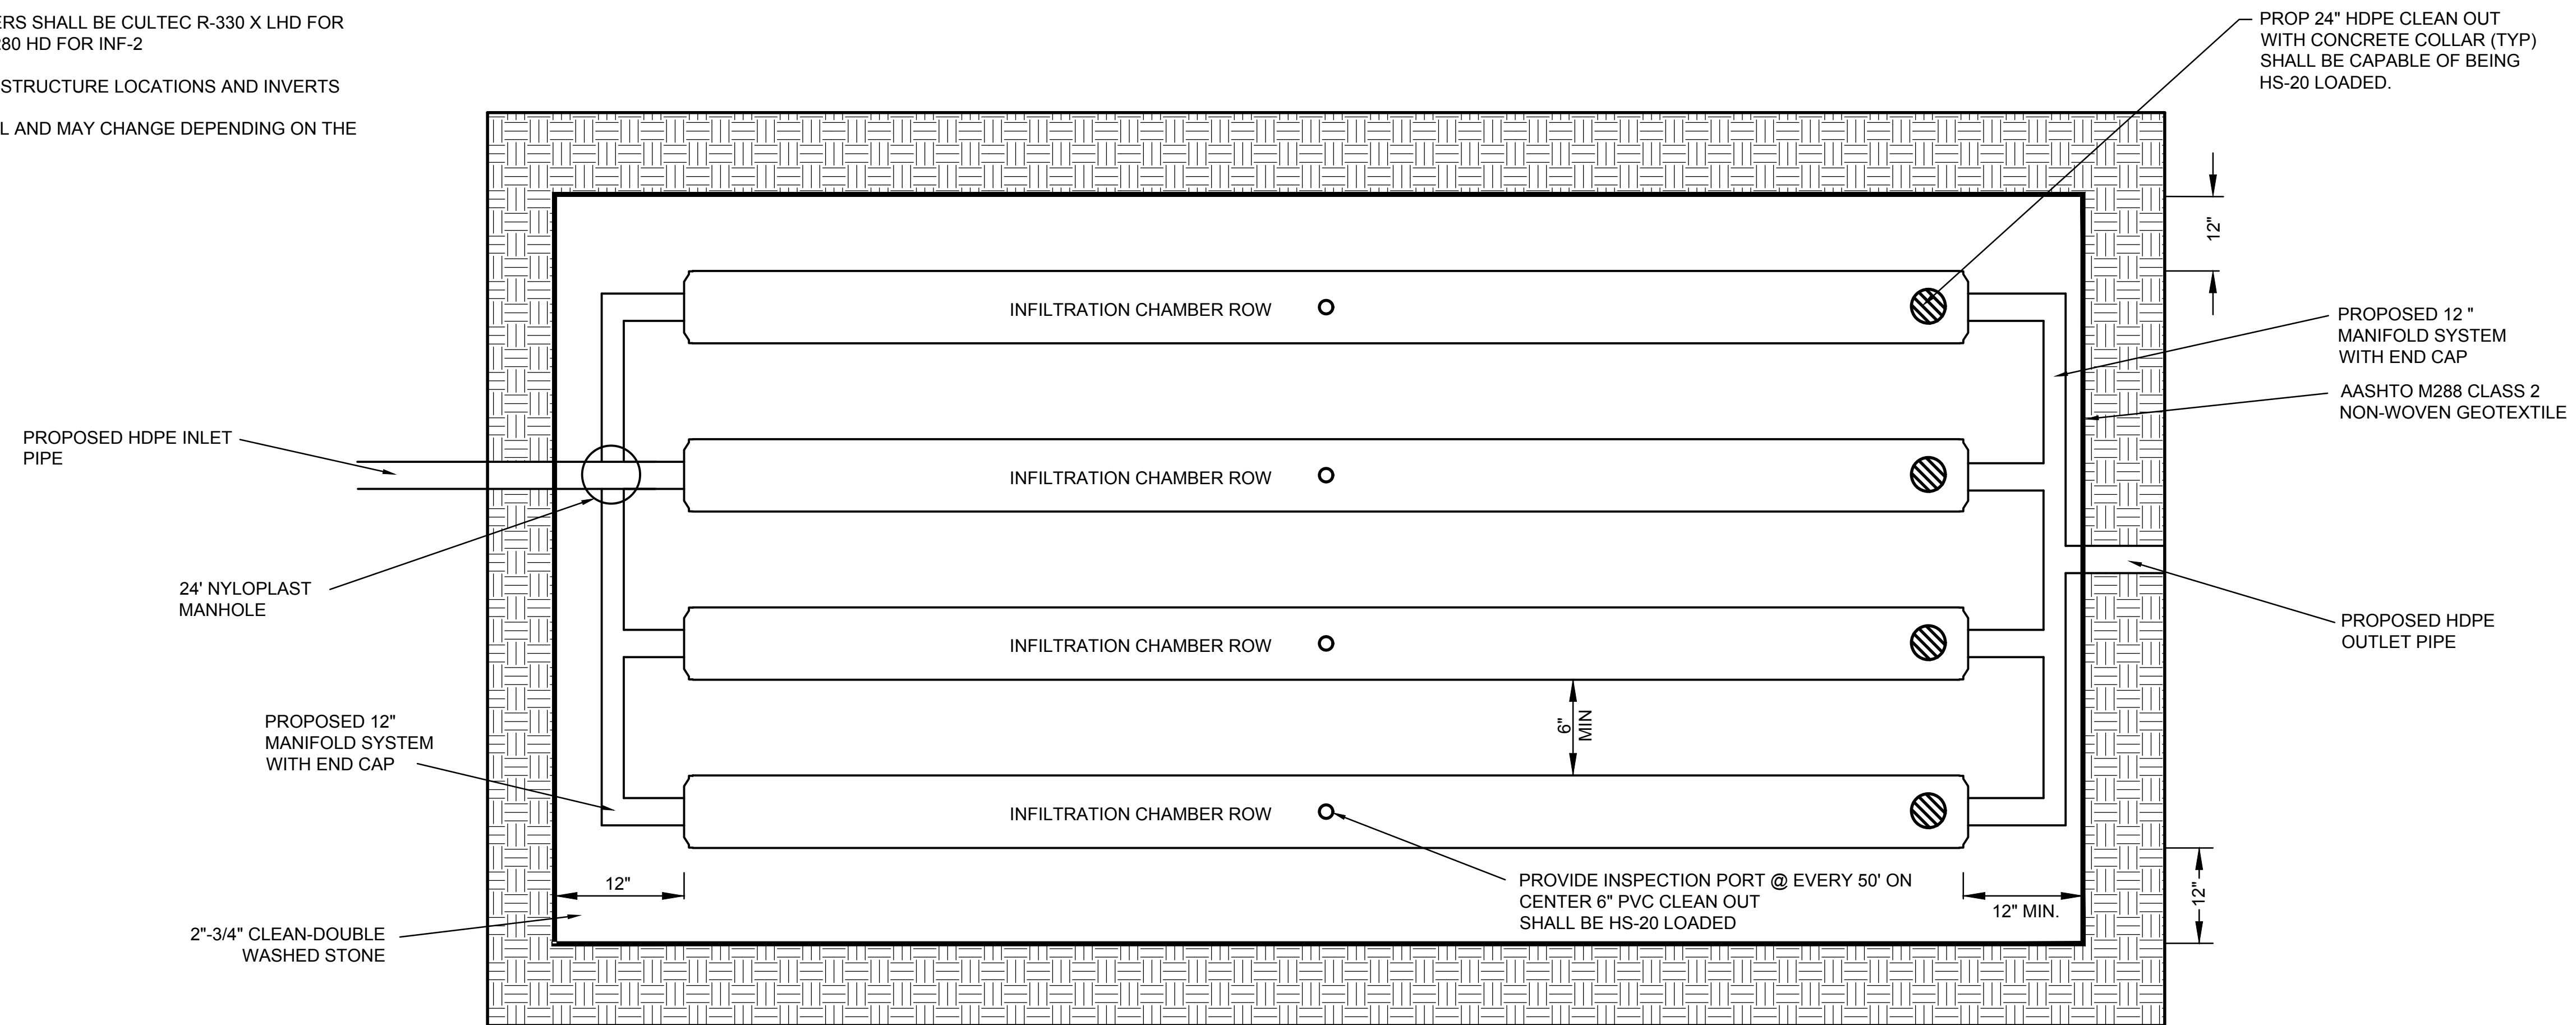 ERS SHALL BE CULTEC R-330 X LHD FOR
280 HD FOR INF-2
STRUCTURE LOCATIONS AND INVERTS
L AND MAY CHANGE DEPENDING ON THE
PROP 24" HDPE CLEAN OUT
WITH CONCRETE COLLAR (TYP)
SHALL BE CAPABLE OF BEING
HS-20 LOADED.
12"
INFILTRATION CHAMBER ROW
PROPOSED 12 "
MANIFOLD SYSTEM
WITH END CAP
AASHTO M288 CLASS 2
NON-WOVEN GEOTEXTILE
PROPOSED HDPE INLET
PIPE
INFILTRATION CHAMBER ROW
24' NYLOPLAST
MANHOLE
INFILTRATION CHAMBER ROW
PROPOSED HDPE
OUTLET PIPE
6"
MIN
PROPOSED 12"
MANIFOLD SYSTEM
WITH END CAP
INFILTRATION CHAMBER ROW
12"
PROVIDE INSPECTION PORT @ EVERY 50' ON
CENTER 6" PVC CLEAN OUT
SHALL BE HS-20 LOADED
12" MIN.
12"
2"-3/4" CLEAN-DOUBLE
WASHED STONE